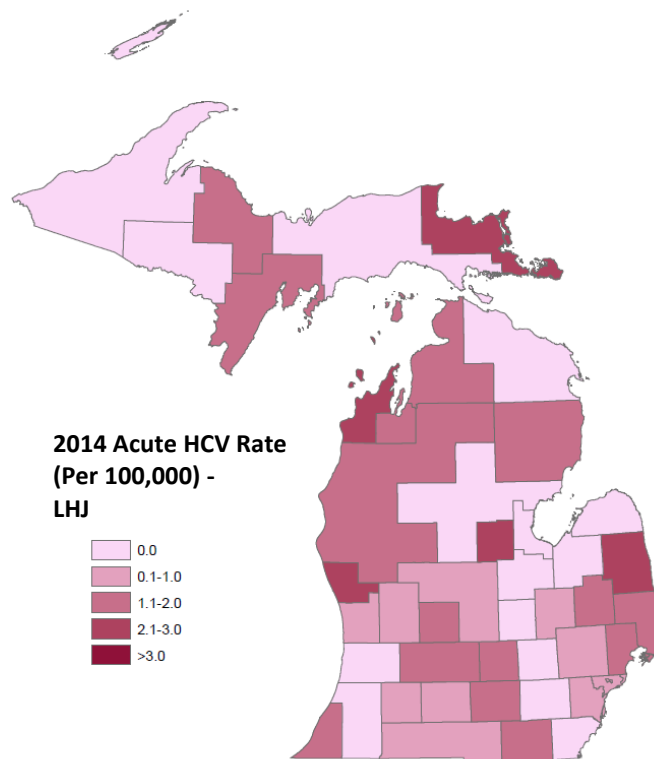 2014 Acute HCV Rate
(Per 100,000) -
LHJ
0.0
0.1-1.0
1.1-2.0
2.1-3.0
>3.0